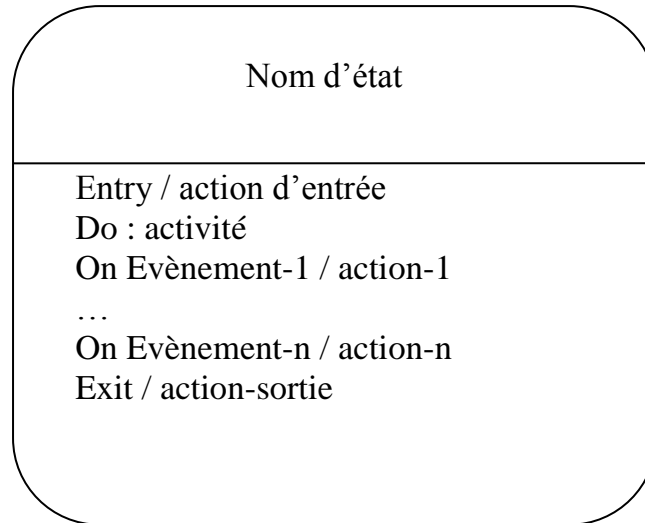 Nom d’état
Entry / action d’entrée
Do : activité
On Evènement-1 / action-1
…
On Evènement-n / action-n
Exit / action-sortie